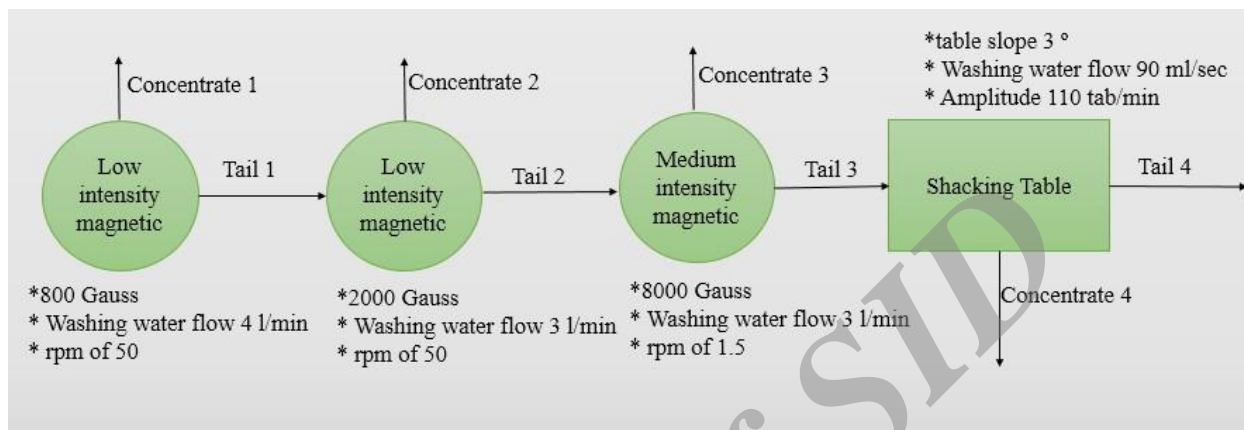 Concentrate 1
Low
intensity
magnetic
Tail 1
*800 Gauss
* Washing water flow 4 l/min
* rpm of 50
Concentrate 2
Low
intensity
magnetic
Tail 2
*2000 Gauss
* Washing water flow 3 l/min
* rpm of 50
Concentrate 3
Medium
intensity
magnetic
Tail 3
*8000 Gauss
* Washing water flow 3 l/min
* rpm of 1.5
*table slope 3 °
* Washing water flow 90 ml/sec
* Amplitude 110 tab/min
Shacking Table
Tail 4
Concentrate 4
f SID